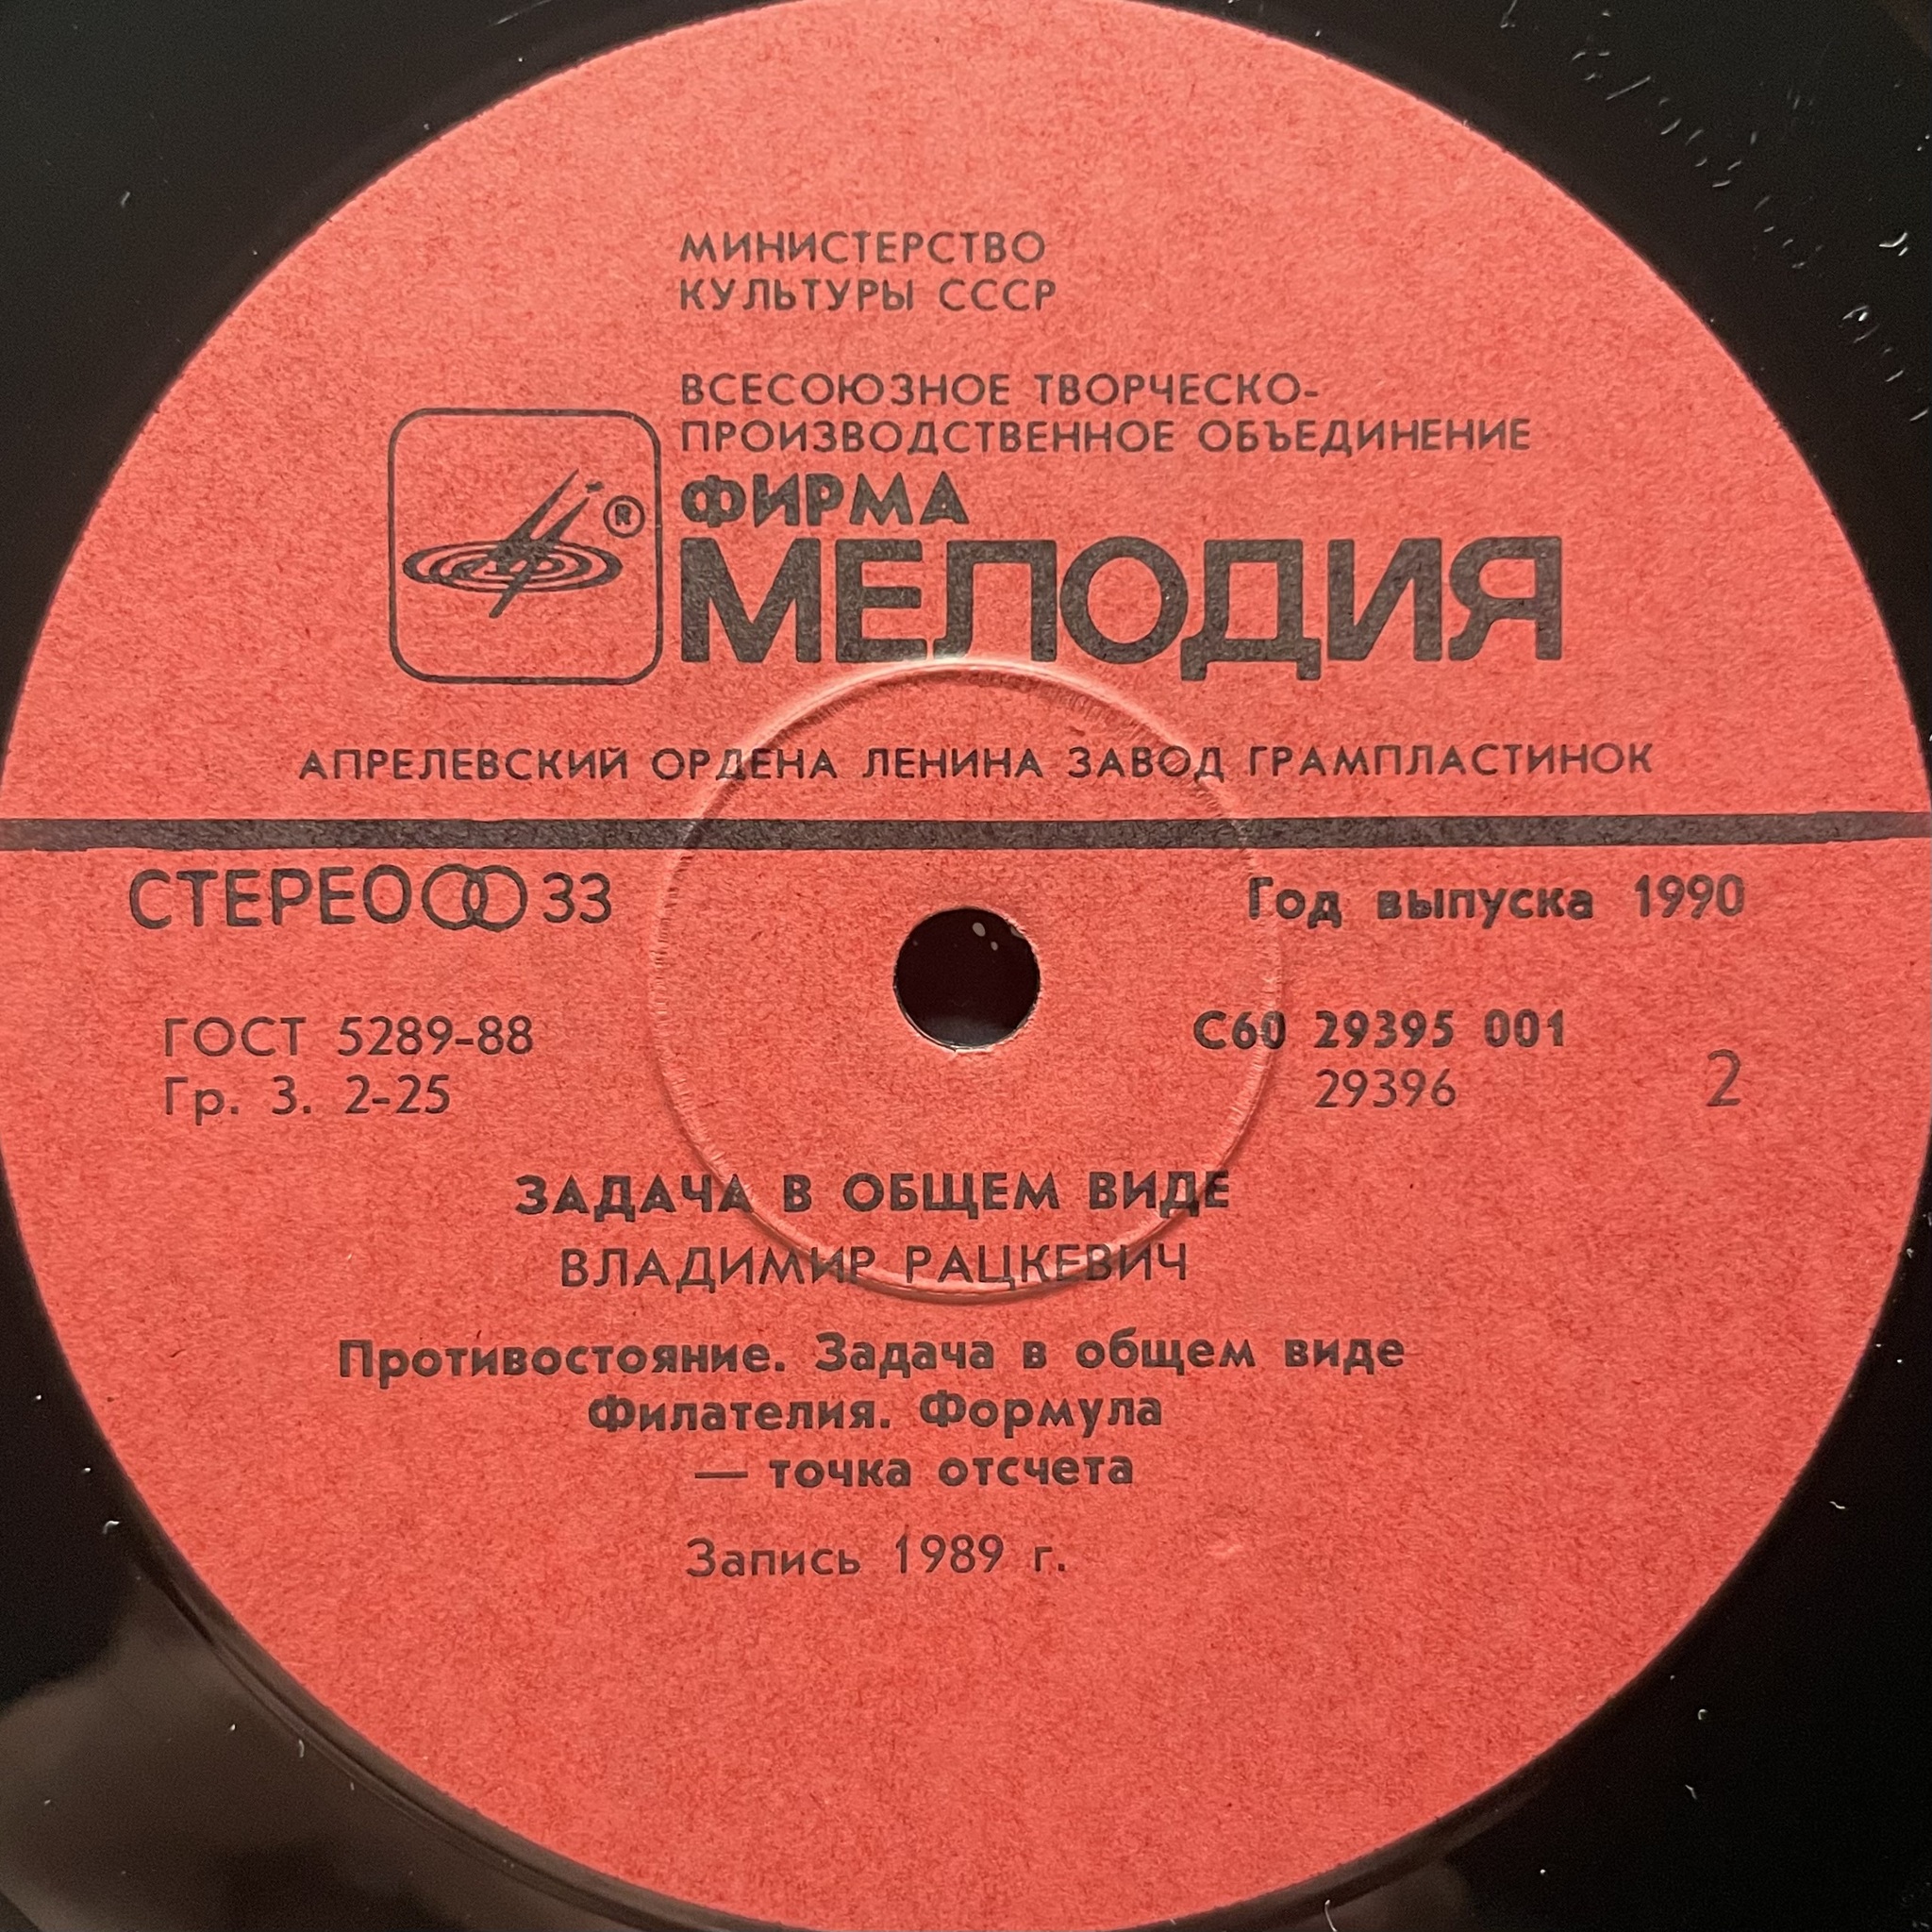 МИНИСТЕРСТВО
КУЛЬТУРЫ СССР
ВСЕСОЮЗНОЕ ТВОРЧЕСКО-
ПРОИЗВОДСТВЕННОЕ ОБЪЕДИНЕНИЕ
®
ФИРМА
МЕЛОДИЯ
АПРЕЛЕВСКИЙ ОРДЕНА ЛЕНИНА ЗАВОД ГРАМПЛАСТИНОК
СТЕРЕО 33
Год выпуска 1990
ГОСТ 5289-88
Гр. 3. 2-25
С60 29395 001
29396
2
ЗАДАЧА В ОБЩЕМ ВИДЕ
ВЛАДИМИР РАЦКЕВИЧ
Противостояние. Задача в общем виде
Филателия. Формула
— точка отсчета
Запись 1989 г.